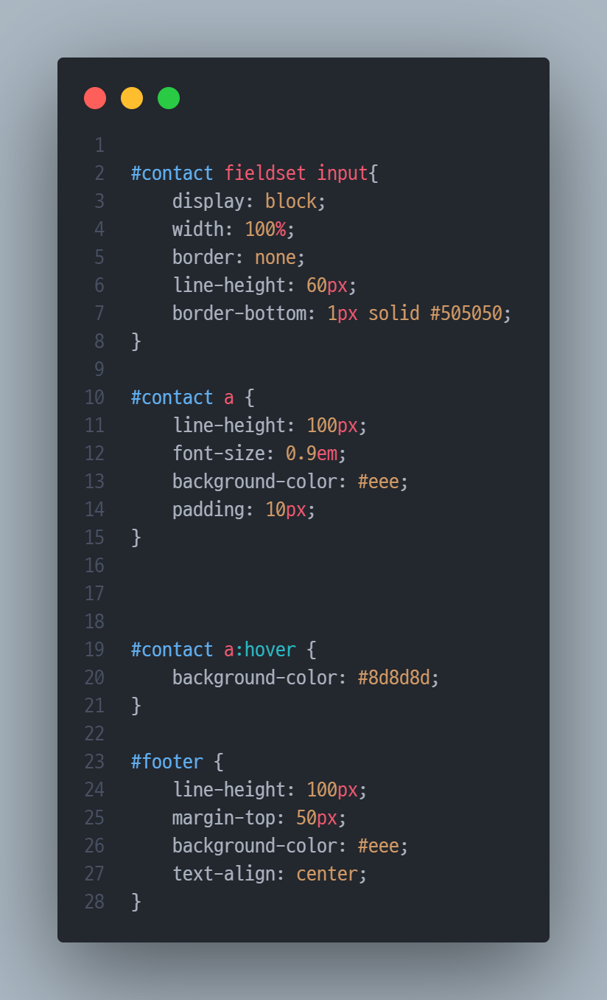 1
2 #contact fieldset input{
3     display: block;
4     width: 100%;
5     border: none;
6     line-height: 60px;
7     border-bottom: 1px solid #505050;
8 }
9
10 #contact a {
11     line-height: 100px;
12     font-size: 0.9em;
13     background-color: #eee;
14     padding: 10px;
15 }
16
17
18
19 #contact a:hover {
20     background-color: #8d8d8d;
21 }
22
23 #footer {
24     line-height: 100px;
25     margin-top: 50px;
26     background-color: #eee;
27     text-align: center;
28 }